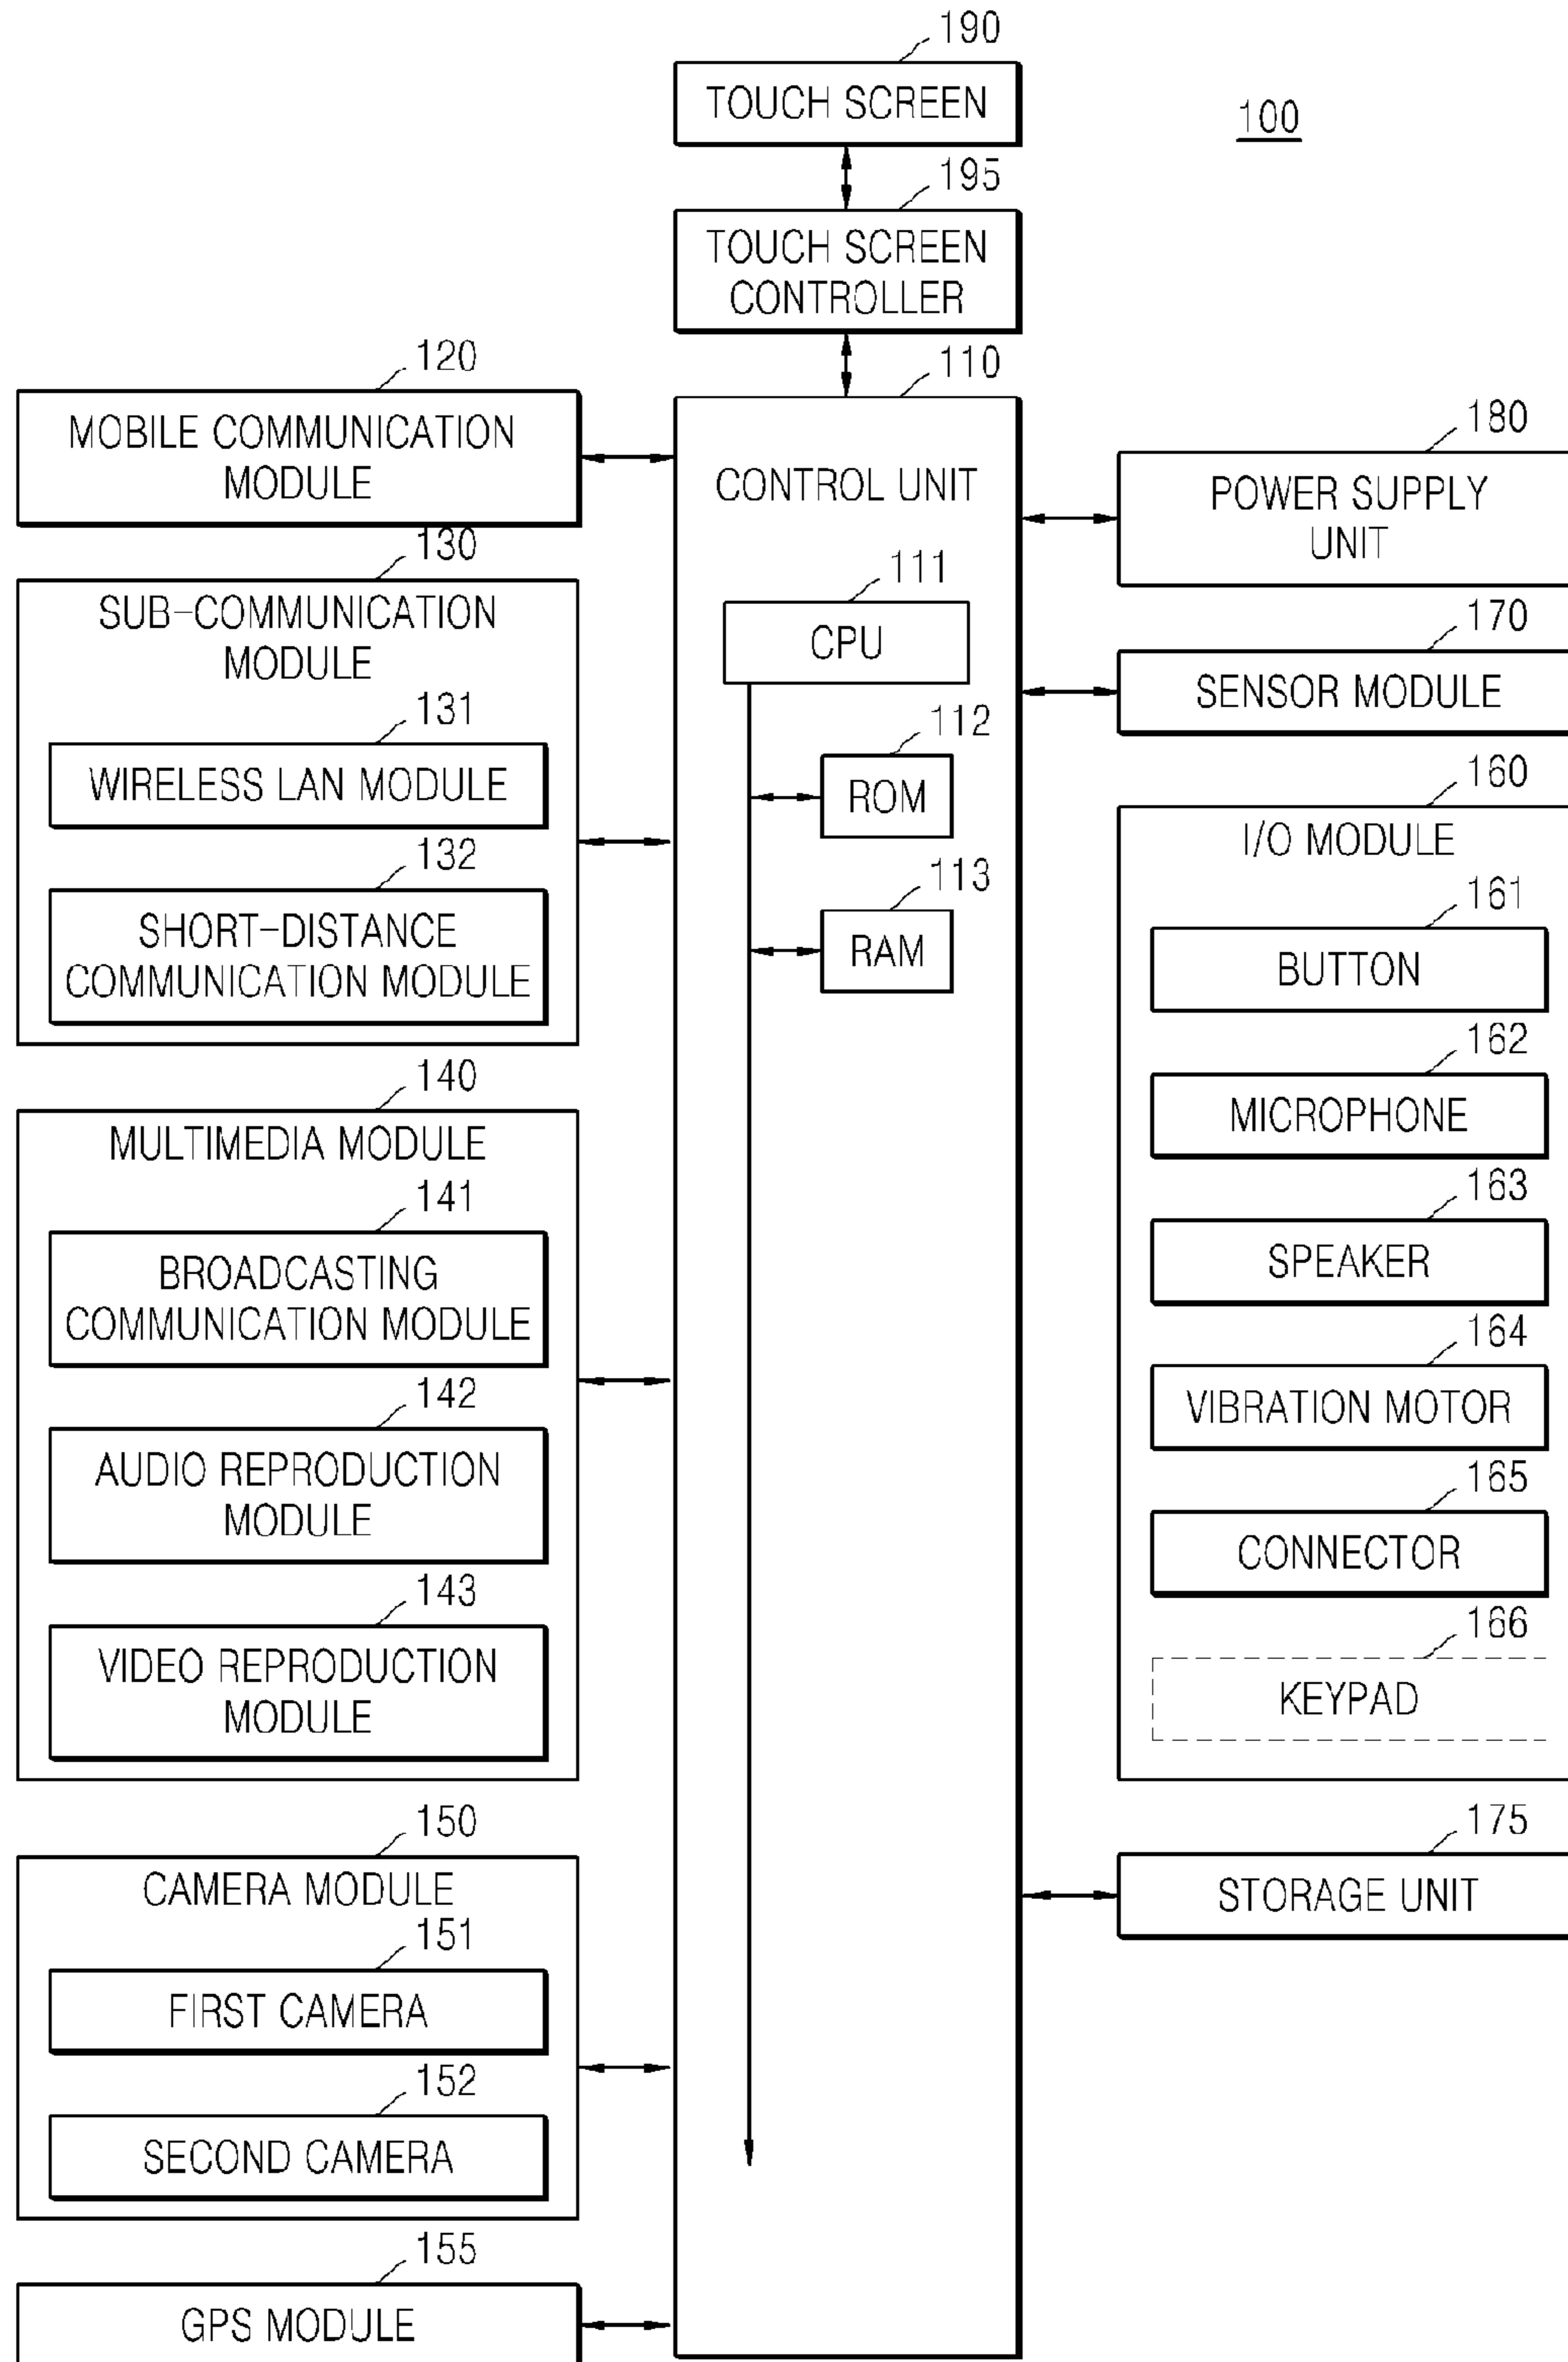 190
TOUCH SCREEN
100
195
TOUCH SCREEN
CONTROLLER
120
MOBILE COMMUNICATION
MODULE
130
SUB-COMMUNICATION
MODULE
131
WIRELESS LAN MODULE
132
SHORT-DISTANCE
COMMUNICATION MODULE
140
MULTIMEDIA MODULE
141
BROADCASTING
COMMUNICATION MODULE
142
AUDIO REPRODUCTION
MODULE
143
VIDEO REPRODUCTION
MODULE
150
CAMERA MODULE
151
FIRST CAMERA
152
SECOND CAMERA
155
GPS MODULE
110
CONTROL UNIT
111
CPU
112
ROM
113
RAM
180
POWER SUPPLY
UNIT
170
SENSOR MODULE
160
I/O MODULE
161
BUTTON
162
MICROPHONE
163
SPEAKER
164
VIBRATION MOTOR
165
CONNECTOR
166
KEYPAD
175
STORAGE UNIT